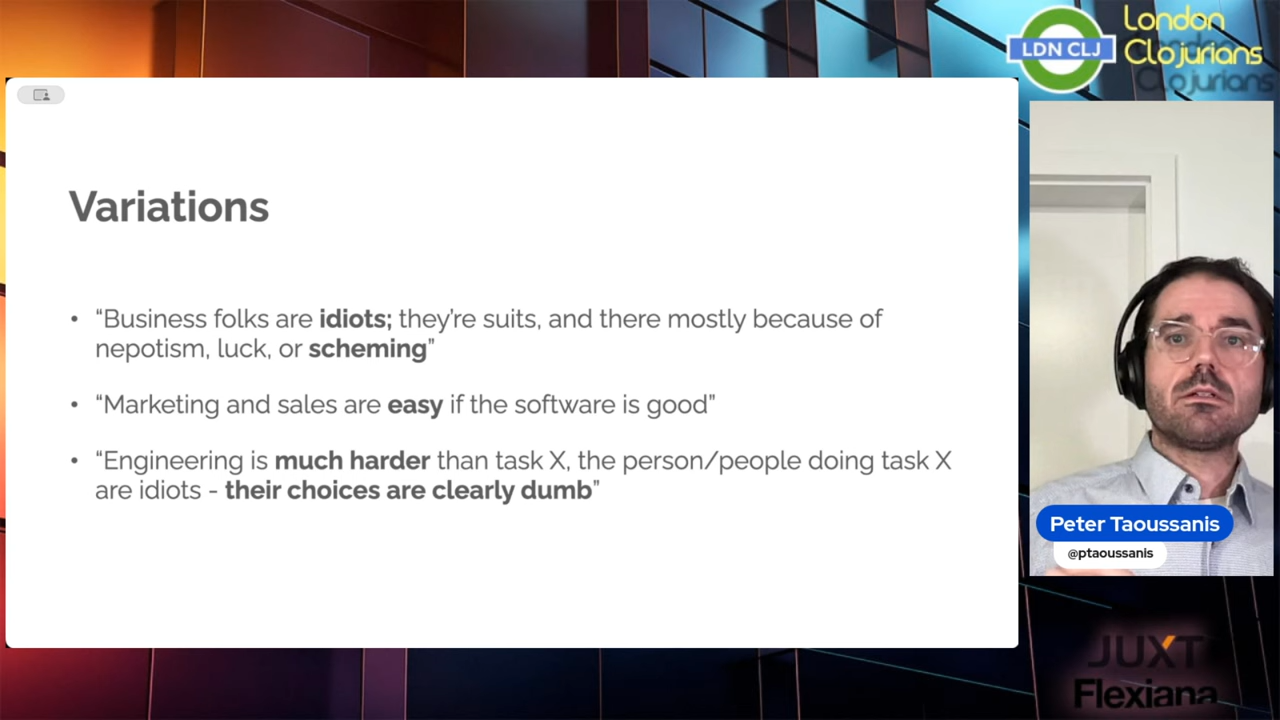 London
LDN CLJ
Clojurians
Clojurians
Variations
• “Business folks are idiots; they’re suits, and there mostly because of
nepotism, luck, or scheming”
• “Marketing and sales are easy if the software is good”
• “Engineering is much harder than task X, the person/people doing task X
are idiots - their choices are clearly dumb”
Peter Taoussanis
@ptaoussanis
JUXT
Flexiana